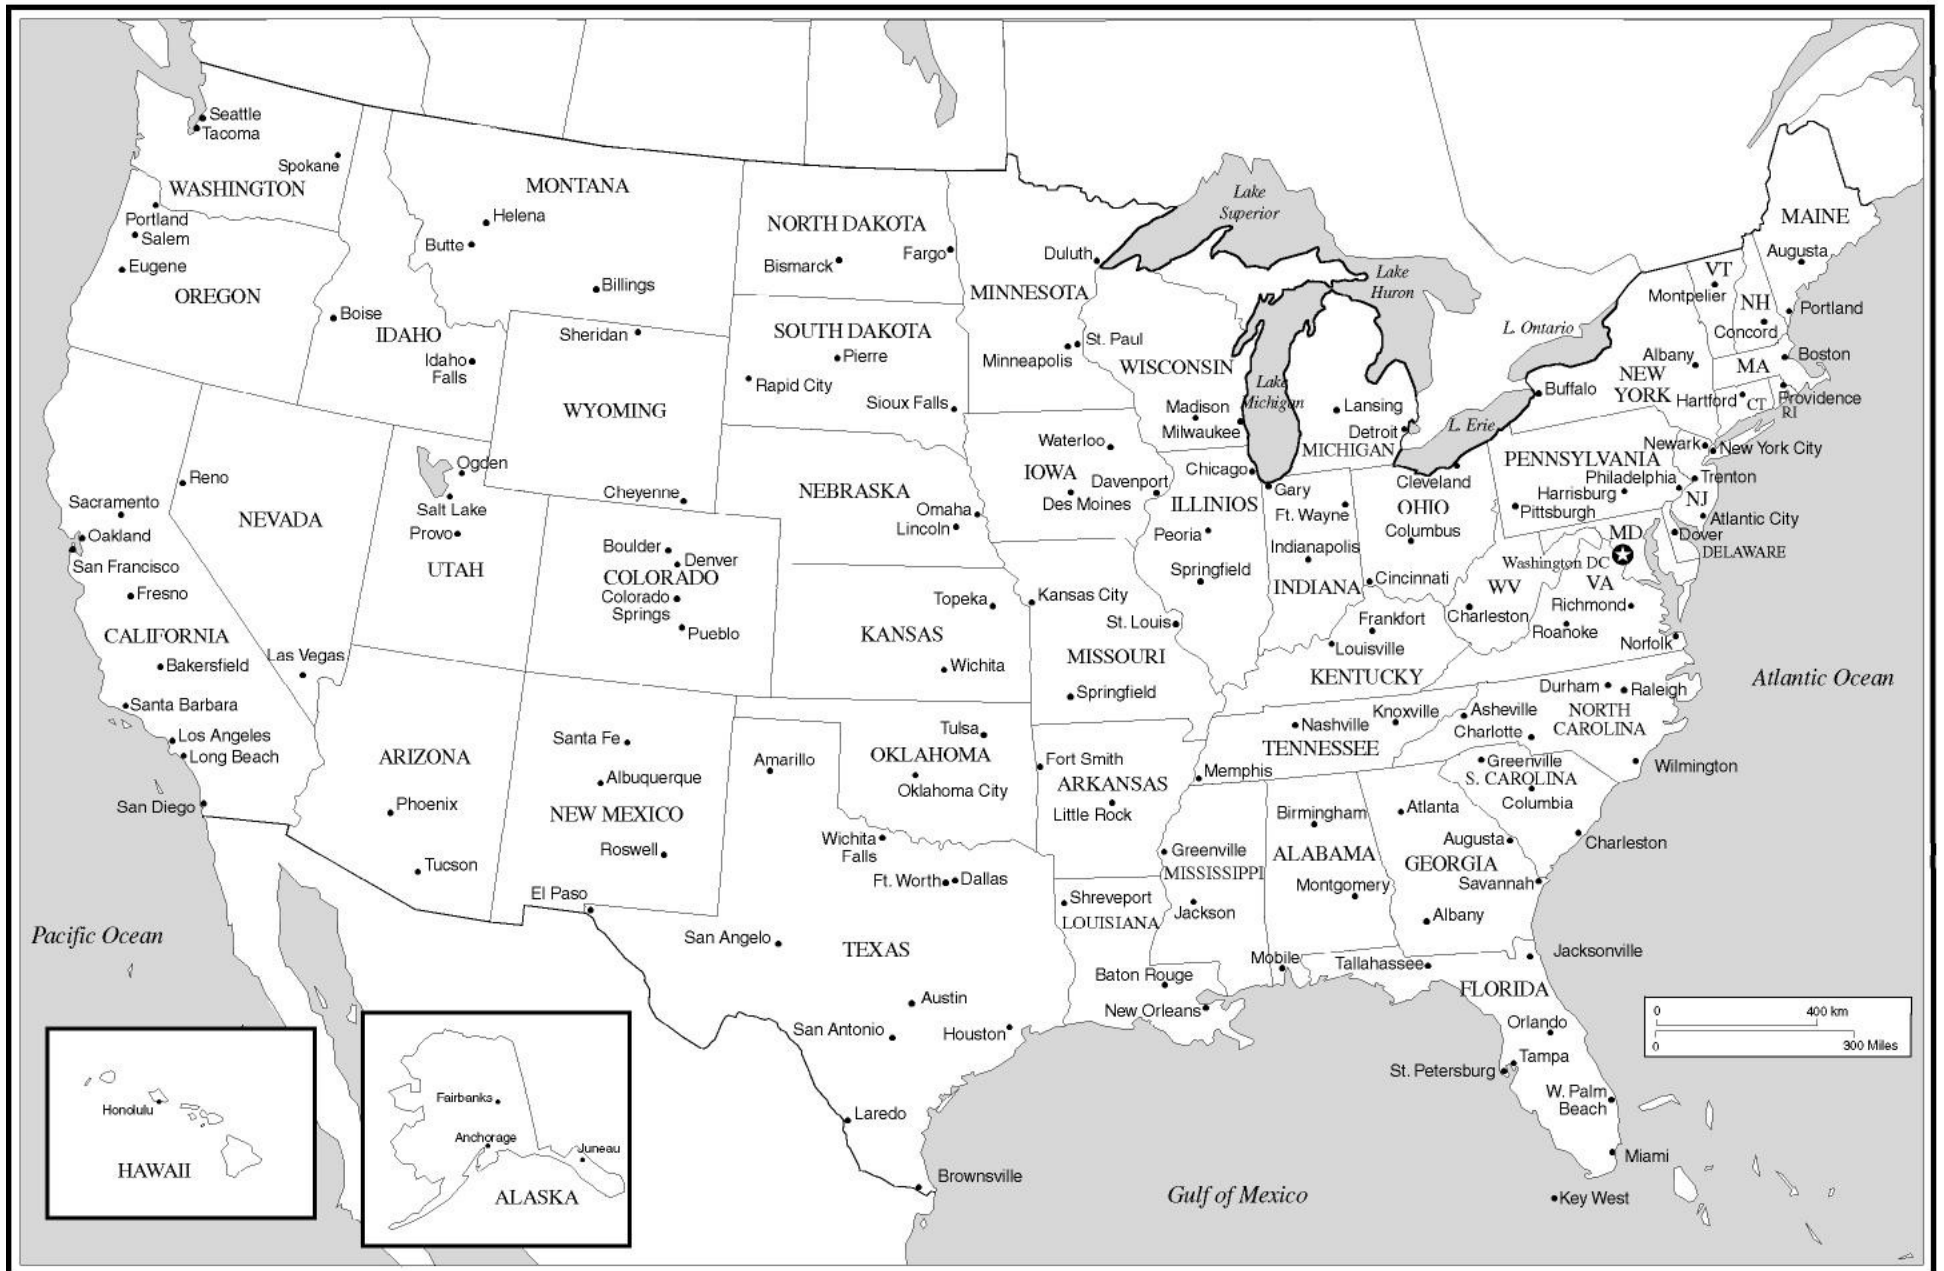 Seattle
Tacoma
Spokane
WASHINGTON
Portland
Salem
Eugene
OREGON
Boise
IDAHO
Idaho
Falls
MONTANA
Helena
Butte
Billings
Sheridan
WYOMING
Cheyenne
NORTH DAKOTA
Bismarck
Fargo
SOUTH DAKOTA
Pierre
Rapid City
Sioux Falls
NEBRASKA
Omaha
Lincoln
Duluth
MINNESOTA
St. Paul
Minneapolis
WISCONSIN
Madison
Milwaukee
Lake
Superior
Lake
Huron
Lake
Michigan
L. Ontario
L. Erie
Lansing
Detroit
MICHIGAN
Waterloo
IOWA
Davenport
Des Moines
Chicago
ILLINIOS
Peoria
Springfield
Gary
Ft. Wayne
Indianapolis
INDIANA
Cleveland
OHIO
Columbus
Cincinnati
MAINE
Augusta
VT
Montpelier
NH
Concord
Portland
Albany
NEW
YORK
Buffalo
MA
Boston
Hartford
CT
Providence
RI
Newark
New York City
PENNSYLVANIA
Philadelphia
Harrisburg
Pittsburgh
Trenton
NJ
Atlantic City
MD
Dover
DELAWARE
Washington DC
WV
VA
Charleston
Richmond
Roanoke
Norfolk
Frankfort
Louisville
KENTUCKY
Reno
NEVADA
Las Vegas
Sacramento
Oakland
San Francisco
Fresno
CALIFORNIA
Bakersfield
Santa Barbara
Los Angeles
Long Beach
San Diego
Ogden
Salt Lake
Provo
UTAH
Boulder
Denver
COLORADO
Colorado
Springs
Pueblo
Topeka
KANSAS
Wichita
Kansas City
St. Louis
MISSOURI
Springfield
ARIZONA
Phoenix
Tucson
Santa Fe
Albuquerque
NEW MEXICO
Roswell
Tulsa
OKLAHOMA
Oklahoma City
Fort Smith
ARKANSAS
Little Rock
Nashville
Knoxville
TENNESSEE
Memphis
Durham
Raleigh
Asheville
NORTH
CAROLINA
Charlotte
Wilmington
Greenville
S. CAROLINA
Columbia
Charleston
Atlanta
Augusta
GEORGIA
Savannah
Albany
Birmingham
ALABAMA
Montgomery
Mobile
Greenville
MISSISSIPPI
Jackson
Shreveport
LOUISIANA
Baton Rouge
New Orleans
Amarillo
Wichita
Falls
Ft. Worth
Dallas
El Paso
San Angelo
TEXAS
Austin
San Antonio
Houston
Laredo
Brownsville
Tallahassee
Jacksonville
FLORIDA
Orlando
Tampa
St. Petersburg
W. Palm
Beach
Miami
Key West
Pacific Ocean
Atlantic Ocean
Gulf of Mexico
Honolulu
HAWAII
Fairbanks
Anchorage
Juneau
ALASKA
0
400 km
0
300 Miles